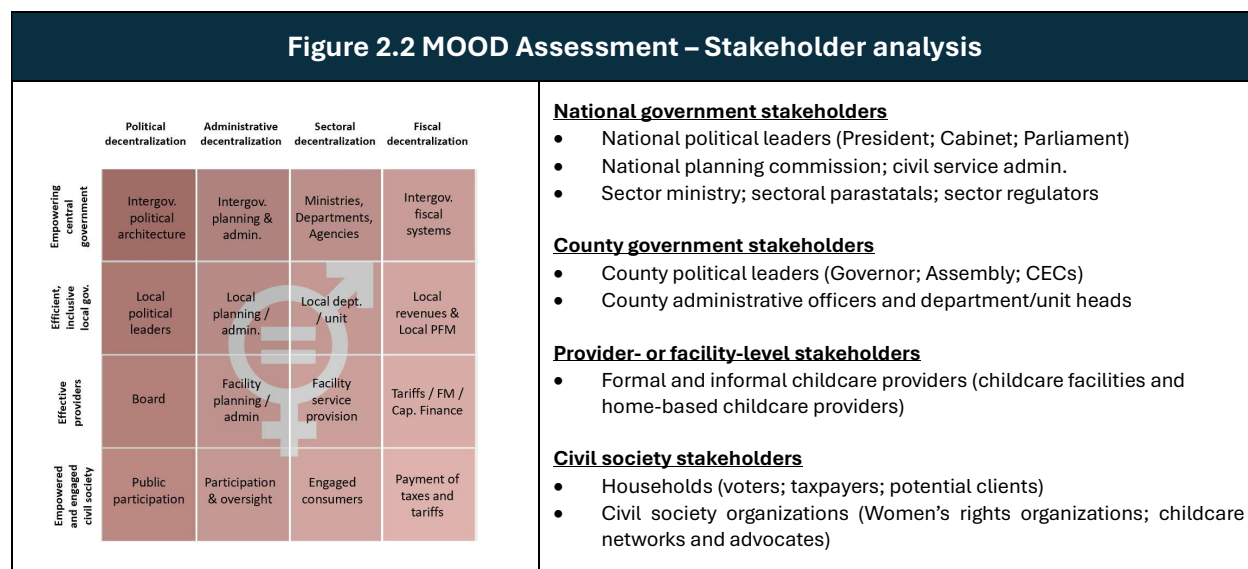 Figure 2.2 MOOD Assessment – Stakeholder analysis
Political
decentralization
Administrative
decentralization
Sectoral
decentralization
Fiscal
decentralization
Empowering
central
government
Intergov.
political
architecture
Intergov.
planning &
admin.
Ministries,
Departments,
Agencies
Intergov.
fiscal
systems
Efficient,
inclusive
local gov.
Local
political
leaders
Local
planning /
admin.
Local dept.
/ unit
Local
revenues &
Local PFM
Effective
providers
Board
Facility
planning /
admin
Facility
service
provision
Tariffs / FM /
Cap. Finance
Empowered
and engaged
civil society
Public
participation
Participation
& oversight
Engaged
consumers
Payment of
taxes and
tariffs
National government stakeholders
• National political leaders (President; Cabinet; Parliament)
• National planning commission; civil service admin.
• Sector ministry; sectoral parastatals; sector regulators
County government stakeholders
• County political leaders (Governor; Assembly; CECs)
• County administrative officers and department/unit heads
Provider- or facility-level stakeholders
• Formal and informal childcare providers (childcare facilities and
home-based childcare providers)
Civil society stakeholders
• Households (voters; taxpayers; potential clients)
• Civil society organizations (Women’s rights organizations; childcare
networks and advocates)